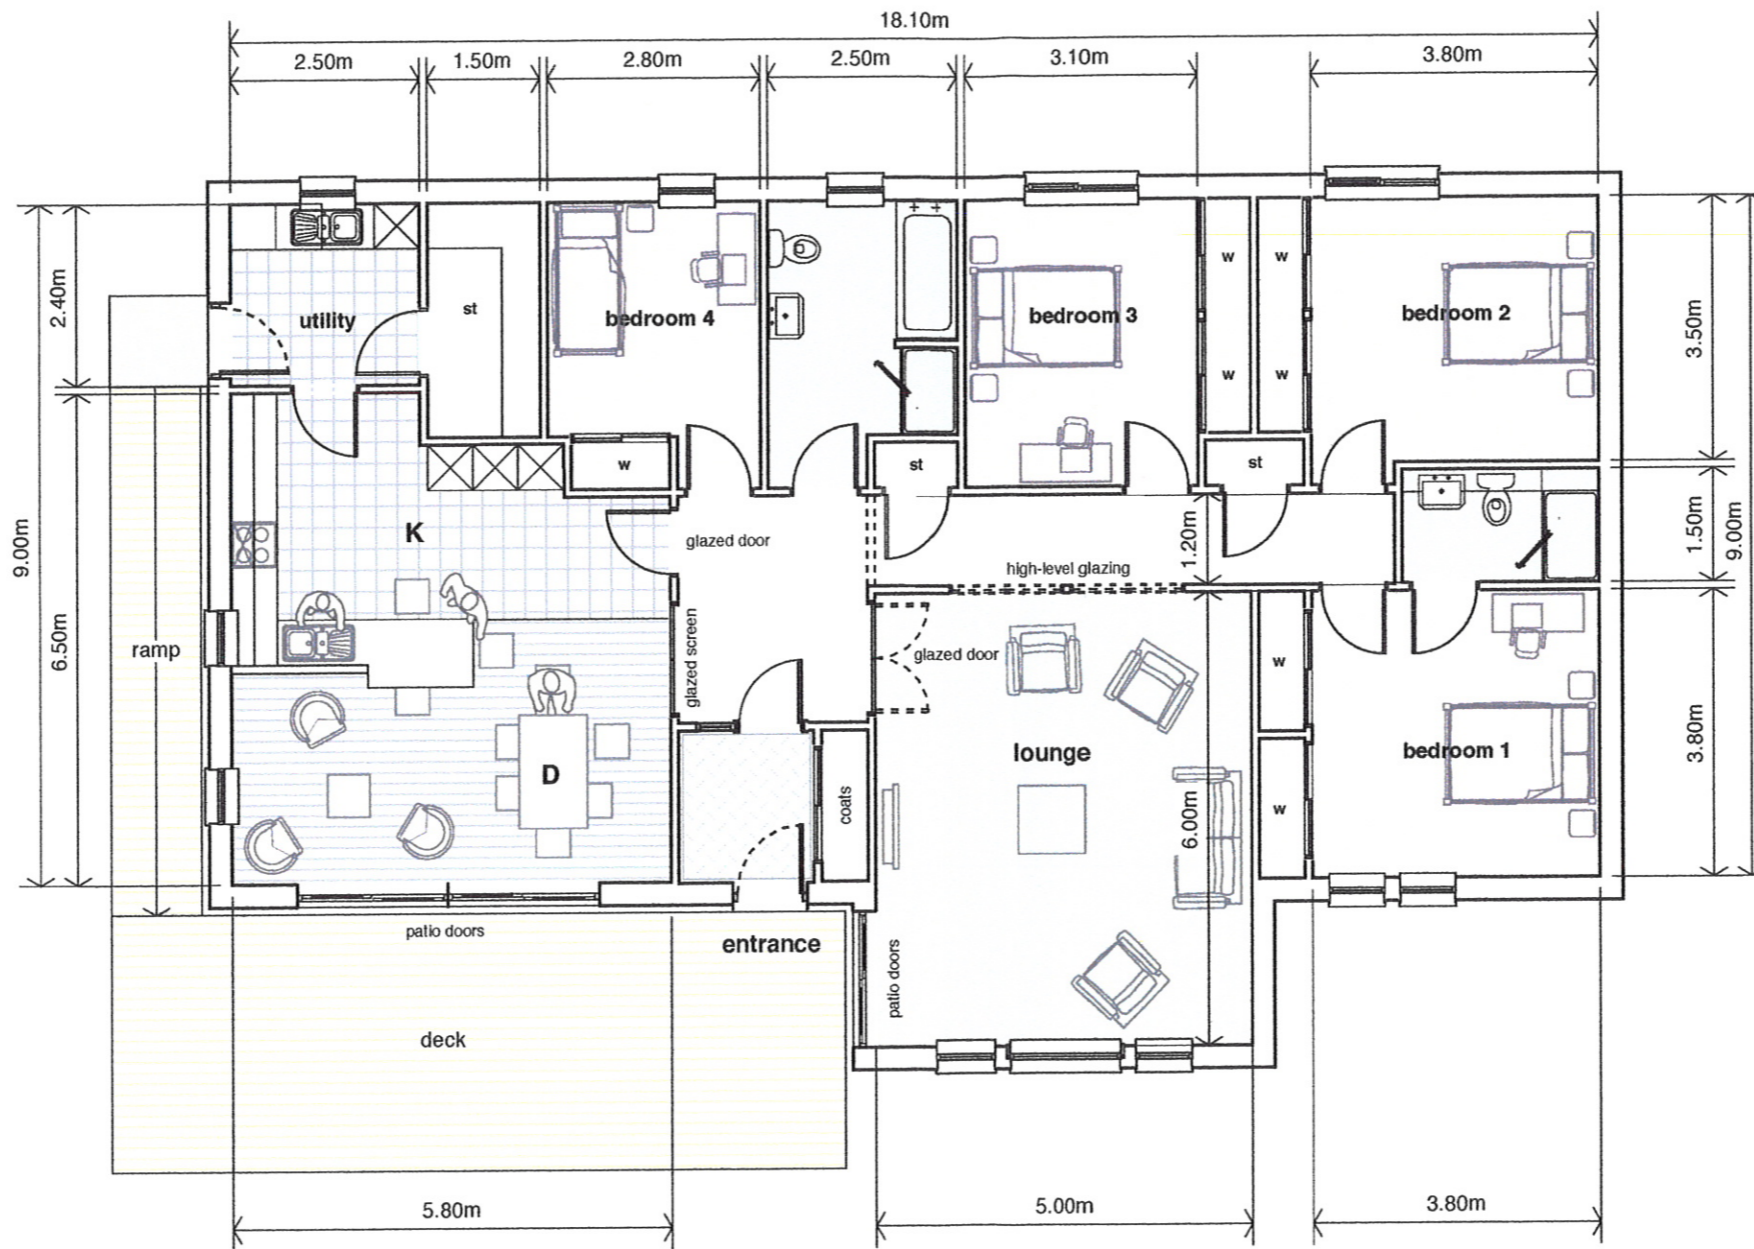 18.10m
2.50m 1.50m 2.80m 2.50m 3.10m 3.80m
9.00m
2.40m
6.50m
ramp
utility
st
bedroom 4
w
bedroom 3
w w
w w
bedroom 2
st
st
3.50m
1.50m
9.00m
3.80m
K
glazed door
high-level glazing
1.20m
glazed screen
glazed door
lounge
w
w
bedroom 1
D
coats
6.00m
patio doors
entrance
patio doors
deck
5.80m 5.00m 3.80m